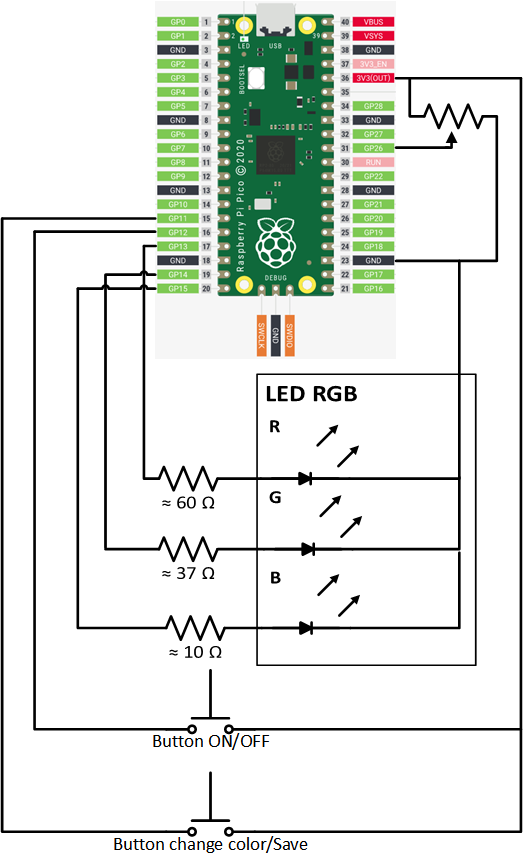 GP0 1
GP1 2
GND 3
GP2 4
GP3 5
GP4 6
GP5 7
GND 8
GP6 9
GP7 10
GP8 11
GP9 12
GND 13
GP10 14
GP11 15
GP12 16
GP13 17
GND 18
GP14 19
GP15 20
1
2
39
LED
USB
BOOTSEL
Raspberry Pi Pico © 2020
DEBUG
40 VBUS
39 VSYS
38 GND
37 3V3_EN
36 3V3(OUT)
35
34 GP28
33 GND
32 GP27
31 GP26
30 RUN
29 GP22
28 GND
27 GP21
26 GP20
25 GP19
24 GP18
23 GND
22 GP17
21 GP16
SWCLK
GND
SWDIO
LED RGB
R
≈ 60 Ω
G
≈ 37 Ω
B
≈ 10 Ω
Button ON/OFF
Button change color/Save